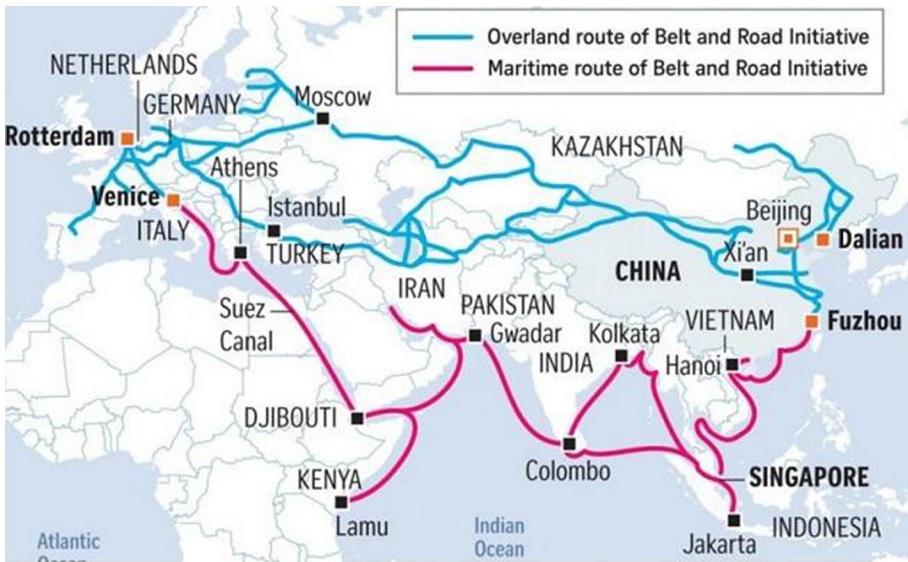 Overland route of Belt and Road Initiative
Maritime route of Belt and Road Initiative
NETHERLANDS
GERMANY
Moscow
Rotterdam
KAZAKHSTAN
Athens
Venice
Istanbul
Beijing
ITALY
TURKEY
Xi'an
Dalian
CHINA
IRAN
PAKISTAN
Suez
Canal
Gwadar
Kolkata
VIETNAM
Fuzhou
INDIA
Hanoi
DJIBOUTI
Colombo
KENYA
SINGAPORE
Lamu
Indian
Ocean
INDONESIA
Jakarta
Atlantic